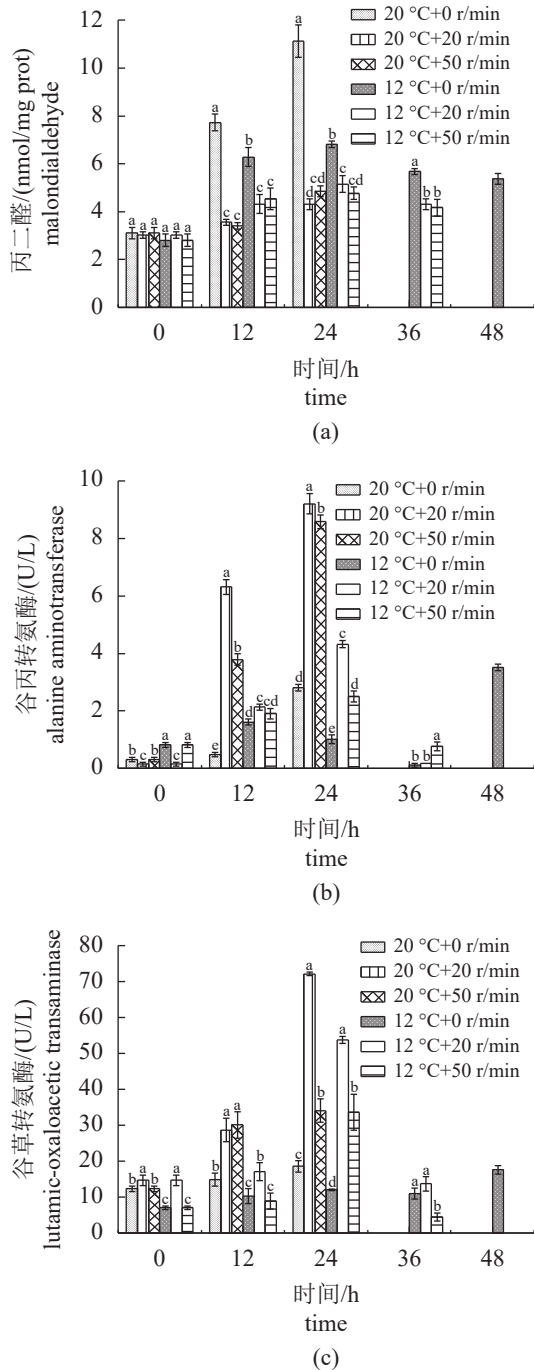 12
10
8
6
4
2
0
丙二醛/(nmol/mg prot)
malondialdehyde
20 °C+0 r/min
20 °C+20 r/min
20 °C+50 r/min
12 °C+0 r/min
12 °C+20 r/min
12 °C+50 r/min
a a a a a a
a c c b c c
a d cd b c cd
a b b
0 12 24 36 48
时间/h
time
(a)
10
8
6
4
2
0
谷丙转氨酶/(U/L)
alanine aminotransferase
20 °C+0 r/min
20 °C+20 r/min
20 °C+50 r/min
12 °C+0 r/min
12 °C+20 r/min
12 °C+50 r/min
b c b a c a
e a b d c cd
d a b e c d
b b a
0 12 24 36 48
时间/h
time
(b)
80
70
60
50
40
30
20
10
0
谷草转氨酶/(U/L)
lutamic-oxaloacetic transaminase
20 °C+0 r/min
20 °C+20 r/min
20 °C+50 r/min
12 °C+0 r/min
12 °C+20 r/min
12 °C+50 r/min
b a b c a c
b a a c b c
c a b d a b
a a b
0 12 24 36 48
时间/h
time
(c)